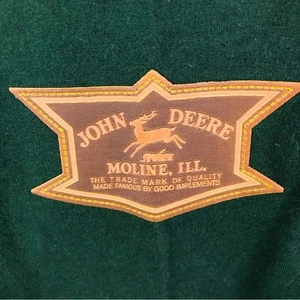 JOHN DEERE
MOLINE, ILL.
THE TRADE MARK OF QUALITY
MADE FAMOUS BY GOOD IMPLEMENTS